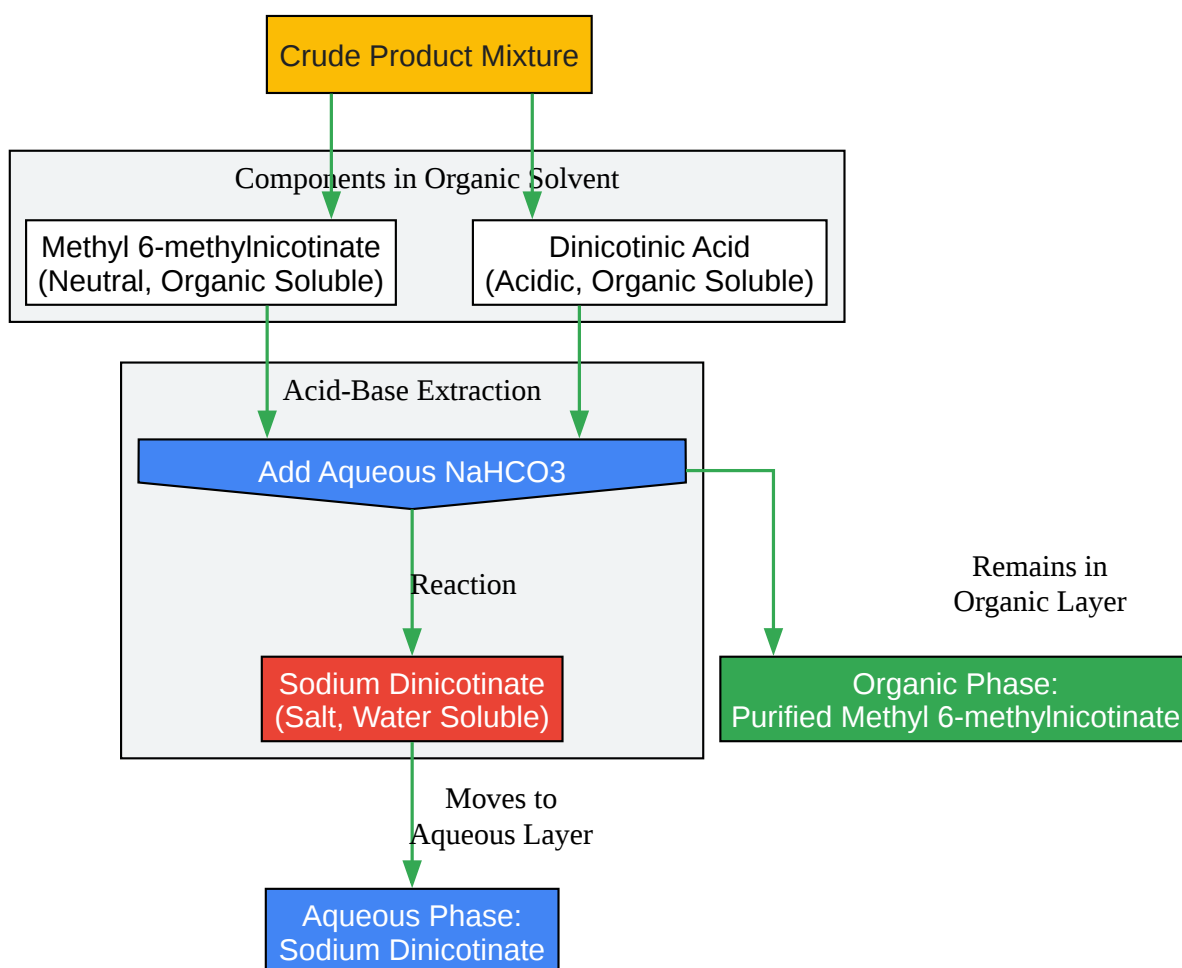 Crude Product Mixture
Components in Organic Solvent
Methyl 6-methylnicotinate
(Neutral, Organic Soluble)
Dinicotinic Acid
(Acidic, Organic Soluble)
Acid-Base Extraction
Add Aqueous NaHCO3
Reaction
Remains in
Organic Layer
Sodium Dinicotinate
(Salt, Water Soluble)
Organic Phase:
Purified Methyl 6-methylnicotinate
Moves to
Aqueous Layer
Aqueous Phase:
Sodium Dinicotinate